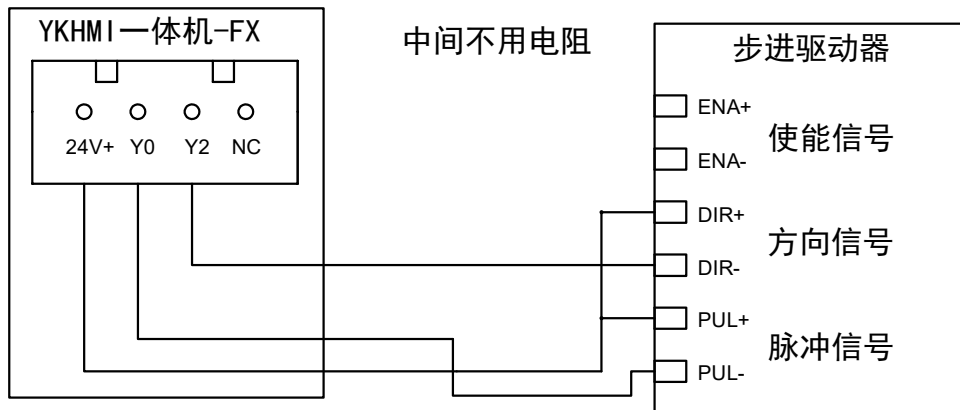 YKHMI一体机-FX
中间不用电阻
步进驱动器
24V+ Y0 Y2 NC
ENA+
使能信号
ENA-
DIR+
方向信号
DIR-
PUL+
脉冲信号
PUL-